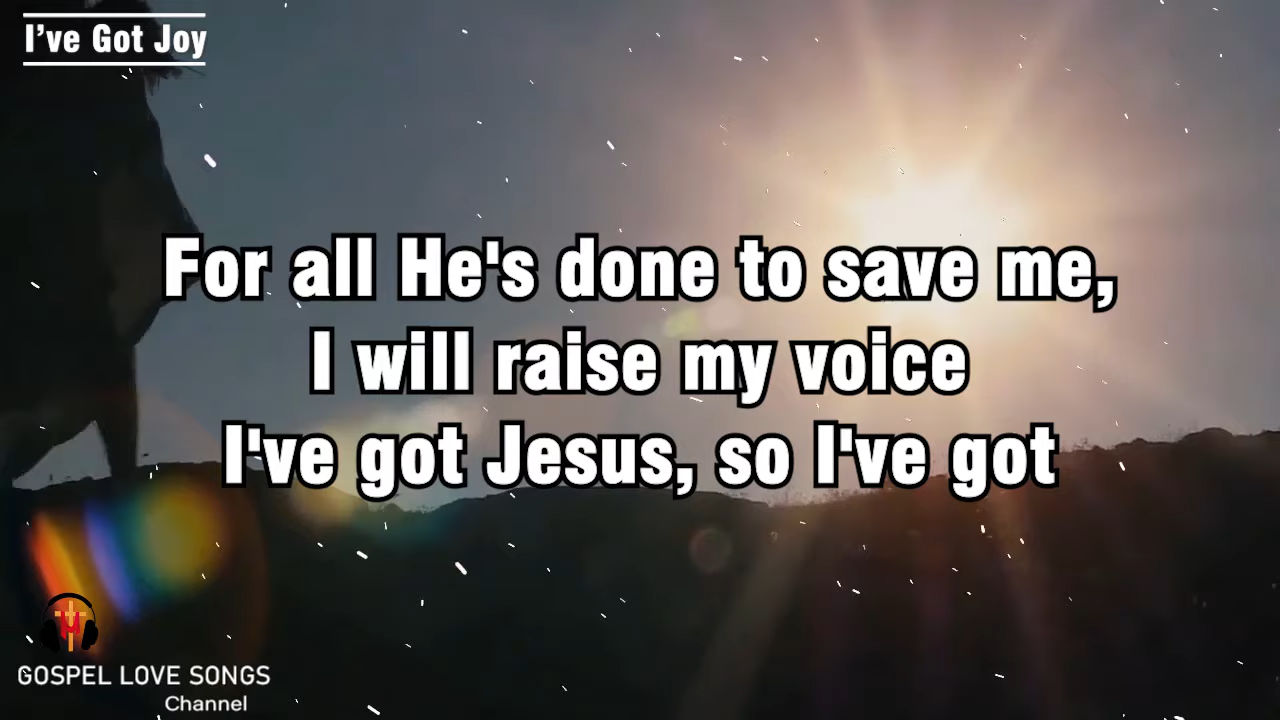 I’ve Got Joy
For all He's done to save me,
I will raise my voice
I've got Jesus, so I've got
GOSPEL LOVE SONGS
Channel